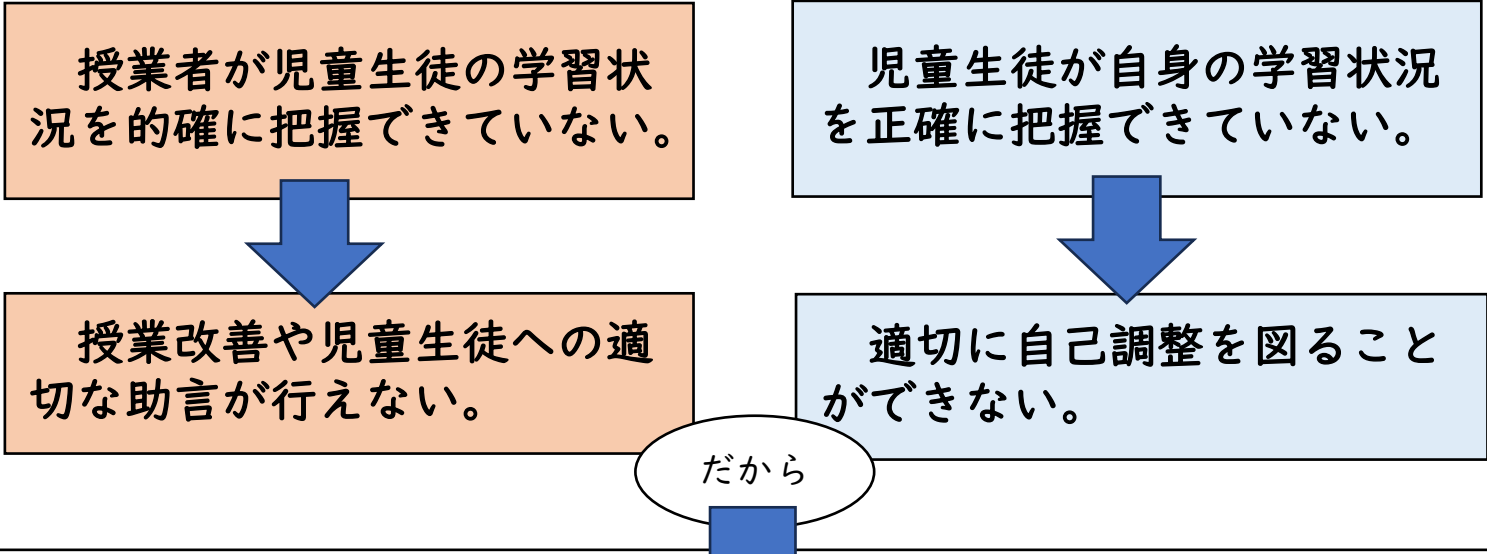 授業者が児童生徒の学習状
況を的確に把握できていない。
授業改善や児童生徒への適
切な助言が行えない。
児童生徒が自身の学習状況
を正確に把握できていない。
適切に自己調整を図ること
ができない。
だから